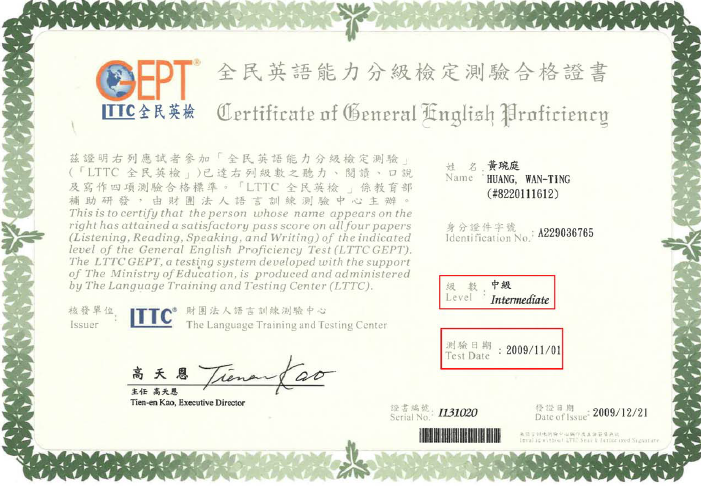 GEPT®
LTTC 全民英檢
全民英語能力分級檢定測驗合格證書
Certificate of General English Proficiency
茲證明右列應試者參加「全民英語能力分級檢定測驗」
(「LTTC 全民英檢」)已達右列級數之聽力、閱讀、口說
及寫作四項測驗合格標準。「LTTC 全民英檢」係教育部
補助研發,由財團法人語言訓練測驗中心主辦。
This is to certify that the person whose name appears on the
right has attained a satisfactory pass score on all four papers
(Listening, Reading, Speaking, and Writing) of the indicated
level of the General English Proficiency Test (LTTC GEPT).
The LTTC GEPT, a testing system developed with the support
of The Ministry of Education, is produced and administered
by The Language Training and Testing Center (LTTC).
核發單位
Issuer :
LTTC®
財團法人語言訓練測驗中心
The Language Training and Testing Center
高天恩 Tienen Kao
主任 高天恩
Tien-en Kao, Executive Director
姓名 黃琬庭
Name : HUANG, WAN-TING
(#8220111612)
身分證件字號
Identification No. : A229036765
級數 : 中級
Level Intermediate
測驗日期
Test Date : 2009/11/01
證書編號
Serial No. : 1131020
發證日期
Date of Issue : 2009/12/21